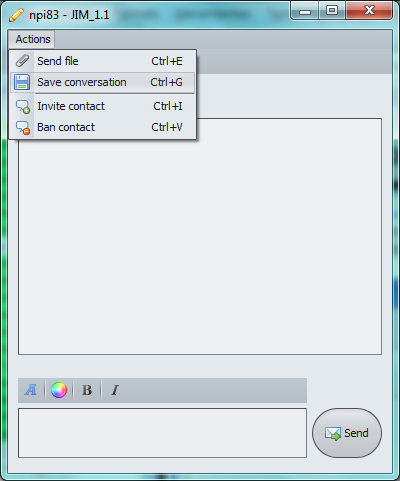 npi83 - JIM_1.1
Actions
Send file Ctrl+E
Save conversation Ctrl+G
Invite contact Ctrl+I
Ban contact Ctrl+V
A B I
Send